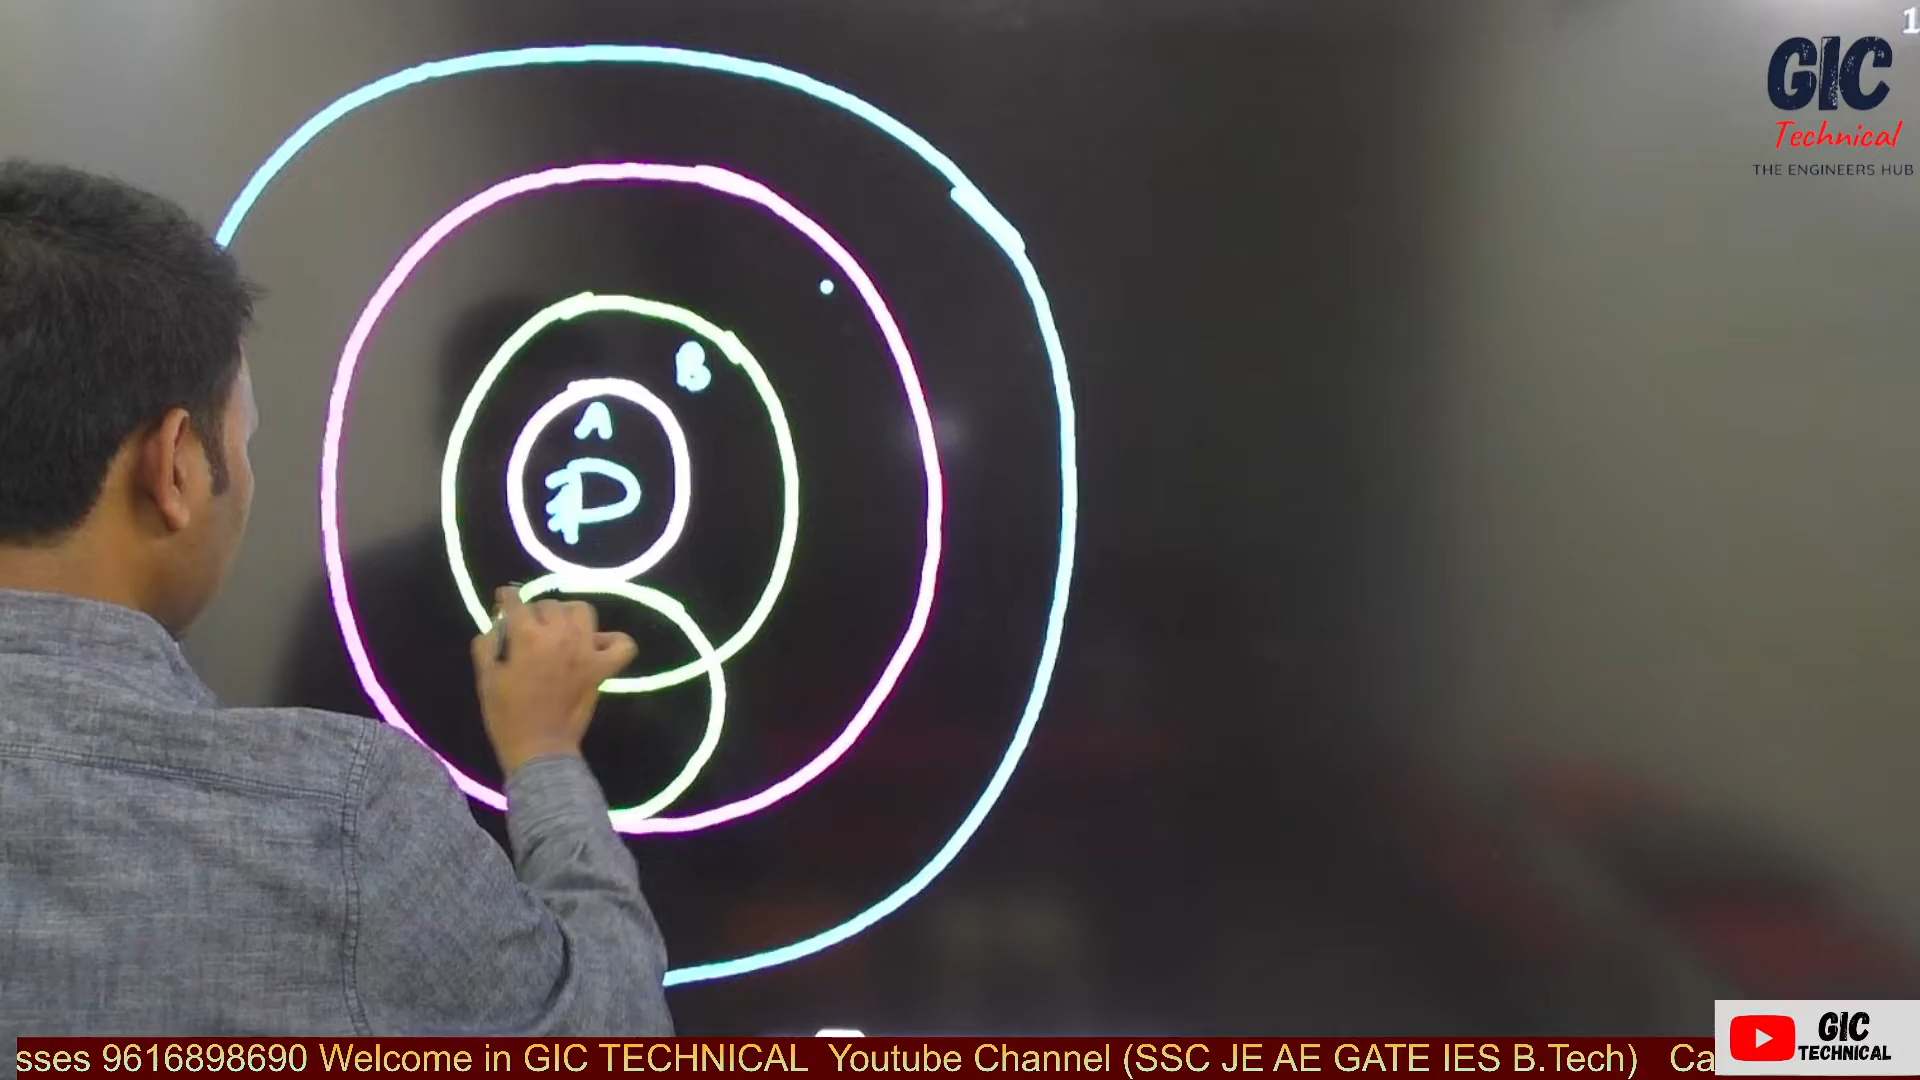 1
GIC
Technical
THE ENGINEERS HUB
B
A
P
sses 9616898690 Welcome in GIC TECHNICAL Youtube Channel (SSC JE AE GATE IES B.Tech) Ca
GIC
TECHNICAL